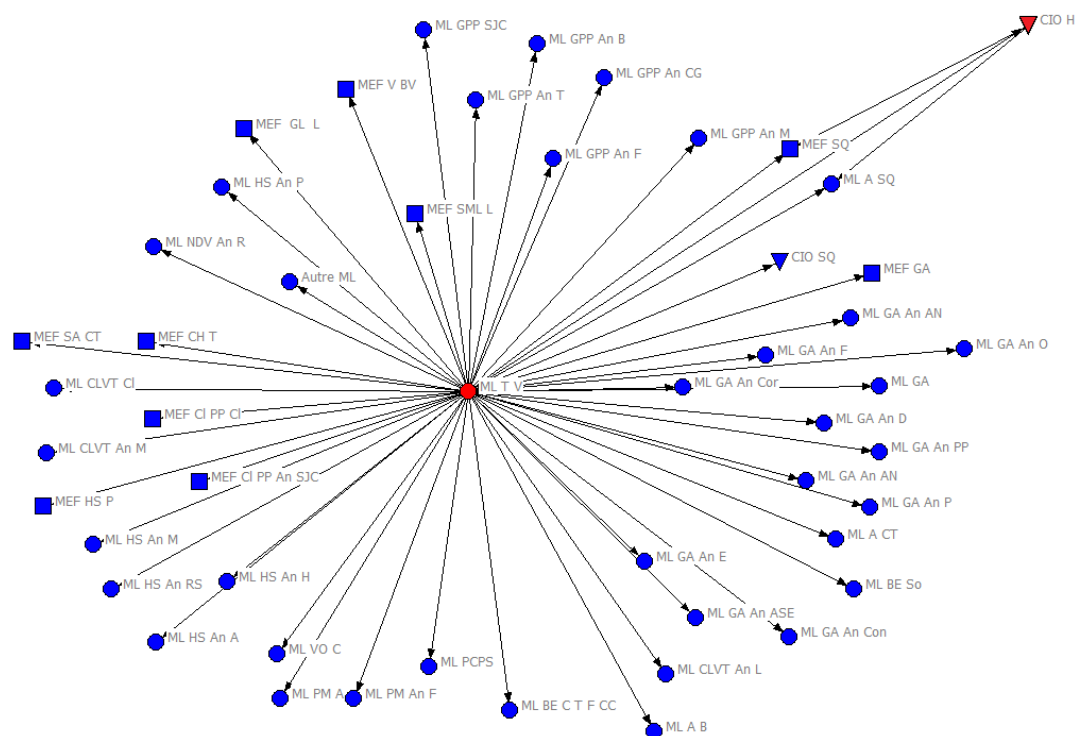 CIO H
ML GPP SJC
ML GPP An B
ML GPP An CG
MEF V BV
ML GPP An T
MEF  GL  L
ML GPP An M
MEF SQ
ML GPP An F
ML HS An P
ML A SQ
MEF SML L
ML NDV An R
CIO SQ
MEF GA
Autre ML
ML GA An AN
MEF SA CT
MEF CH T
ML GA An O
ML GA An F
ML CLVT Cl
ML T V
ML GA An Cor
ML GA
MEF Cl PP Cl
ML GA An D
ML CLVT An M
ML GA An PP
MEF Cl PP An SJC
ML GA An AN
MEF HS P
ML GA An P
ML A CT
ML HS An M
ML GA An E
ML HS An RS
ML HS An H
ML BE So
ML GA An ASE
ML GA An Con
ML HS An A
ML VO C
ML PCPS
ML CLVT An L
ML PM A
ML PM An F
ML BE C T F CC
ML A B